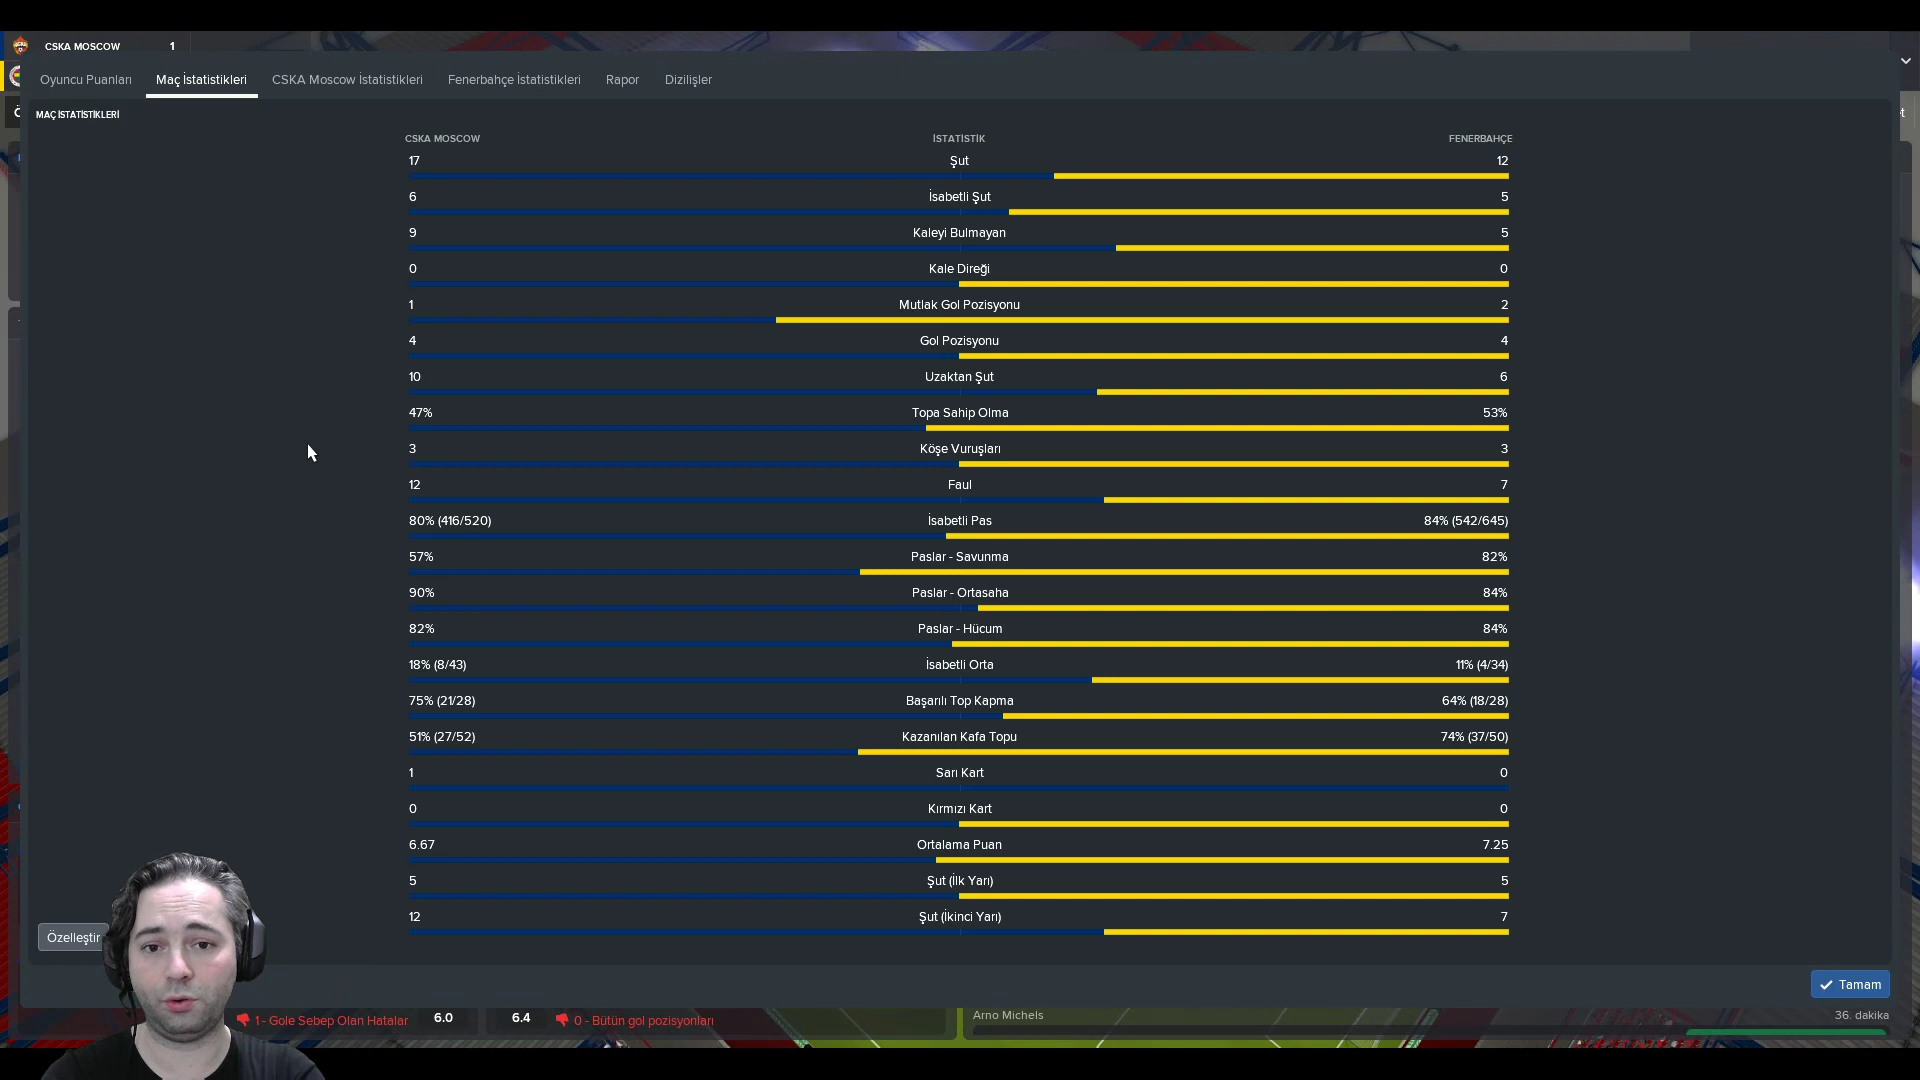 CSKA MOSCOW 1
Oyuncu Puanları Maç İstatistikleri CSKA Moscow İstatistikleri Fenerbahçe İstatistikleri Rapor Dizilişler
MAÇ İSTATİSTİKLERİ
CSKA MOSCOW İSTATİSTİK FENERBAHÇE
17 Şut 12
6 İsabetli Şut 5
9 Kaleyi Bulmayan 5
0 Kale Direği 0
1 Mutlak Gol Pozisyonu 2
4 Gol Pozisyonu 4
10 Uzaktan Şut 6
47% Topa Sahip Olma 53%
3 Köşe Vuruşları 3
12 Faul 7
80% (416/520) İsabetli Pas 84% (542/645)
57% Paslar - Savunma 82%
90% Paslar - Ortasaha 84%
82% Paslar - Hücum 84%
18% (8/43) İsabetli Orta 11% (4/34)
75% (21/28) Başarılı Top Kapma 64% (18/28)
51% (27/52) Kazanılan Kafa Topu 74% (37/50)
1 Sarı Kart 0
0 Kırmızı Kart 0
6.67 Ortalama Puan 7.25
5 Şut (İlk Yarı) 5
12 Şut (İkinci Yarı) 7
Özelleştir
Tamam
1 - Gole Sebep Olan Hatalar 6.0 6.4 0 - Bütün gol pozisyonları Arno Michels 36. dakika